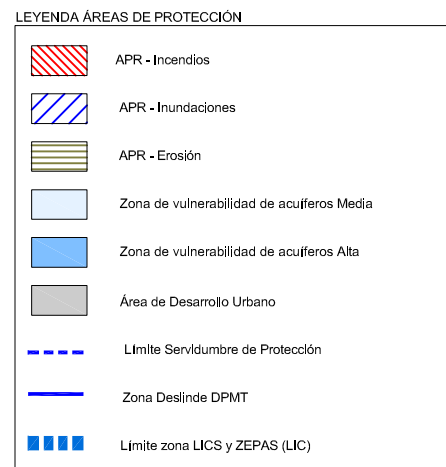 LEYENDA ÁREAS DE PROTECCIÓN
APR - Incendios
APR - Inundaciones
APR - Erosión
Zona de vulnerabilidad de acuíferos Media
Zona de vulnerabilidad de acuíferos Alta
Área de Desarrollo Urbano
Límite Servidumbre de Protección
Zona Deslinde DPMT
Límite zona LICS y ZEPAS (LIC)